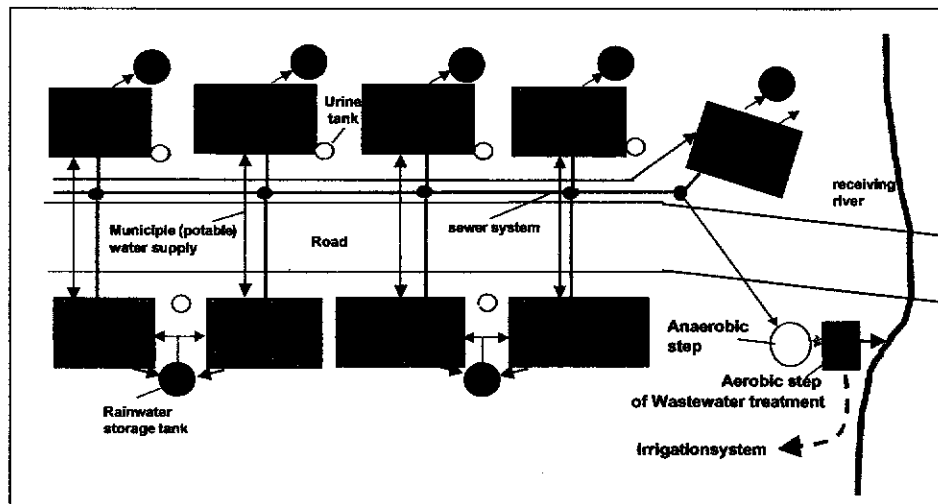 Urine
tank
receiving
river
Municiple (potable)
water supply
sewer system
Road
Anaerobic
step
Aerobic step
of Wastewater treatment
Rainwater
storage tank
Irrigationsystem